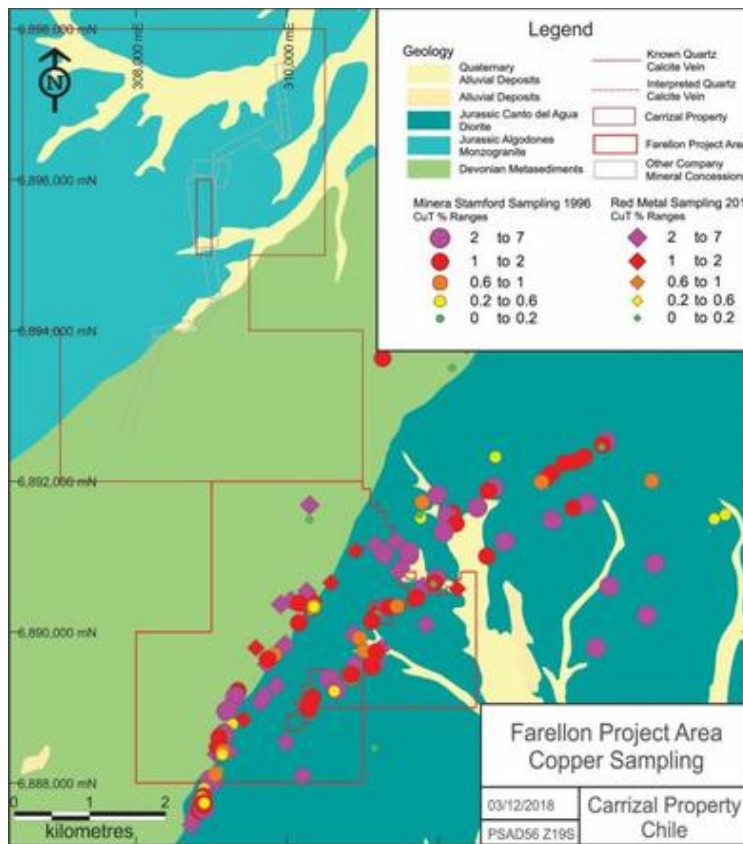 6,898,000 mN
308,000 mE
310,000 mE
N
6,896,000 mN
6,894,000 mN
6,892,000 mN
6,890,000 mN
6,888,000 mN
Legend
Geology
Quaternary
Alluvial Deposits
Alluvial Deposits
Jurassic Canto del Agua
Diorite
Jurassic Algodones
Monzogranite
Devonian Metasediments
Known Quartz
Calcite Vein
Interpreted Quartz
Calcite Vein
Carrizal Property
Farellon Project Area
Other Company
Mineral Concessions
Minera Stamford Sampling 1996
CuT % Ranges
2 to 7
1 to 2
0.6 to 1
0.2 to 0.6
0 to 0.2
Red Metal Sampling 201
CuT % Ranges
2 to 7
1 to 2
0.6 to 1
0.2 to 0.6
0 to 0.2
0 1 2
kilometres
Farellon Project Area
Copper Sampling
03/12/2018
PSAD56 Z19S
Carrizal Property
Chile